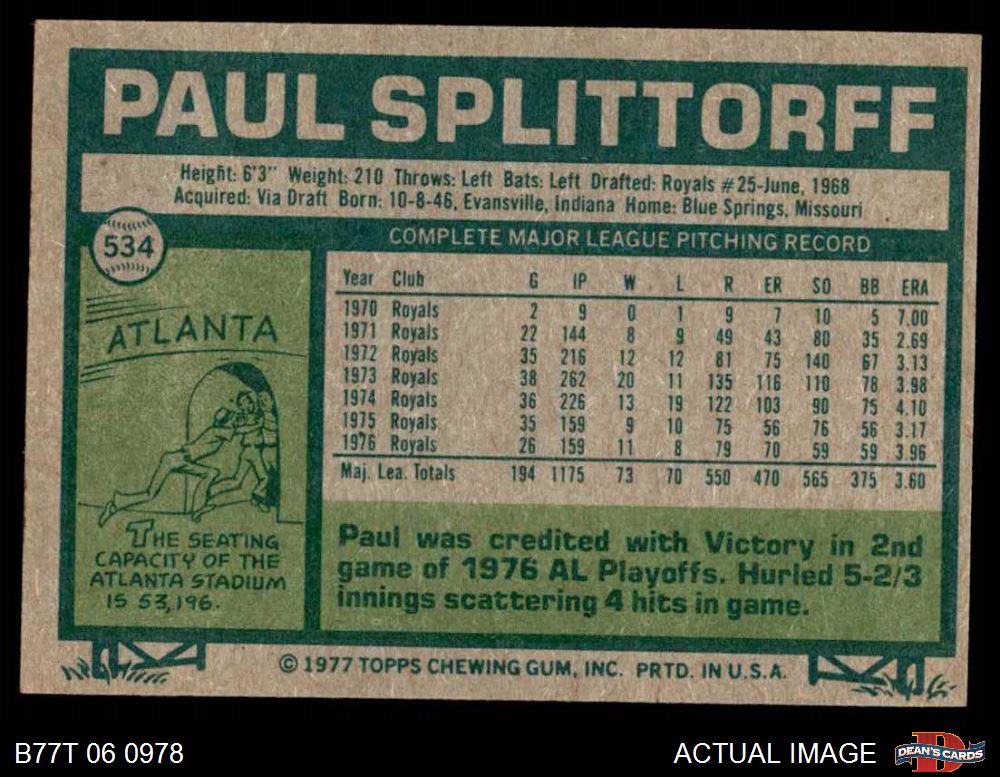 PAUL SPLITTORFF
Height: 6'3" Weight: 210 Throws: Left Bats: Left Drafted: Royals #25-June, 1968
Acquired: Via Draft Born: 10-8-46, Evansville, Indiana Home: Blue Springs, Missouri
534
COMPLETE MAJOR LEAGUE PITCHING RECORD
Year Club G IP W L R ER SO BB ERA
1970 Royals 2 9 0 1 9 7 10 5 7.00
1971 Royals 22 144 8 9 49 43 80 35 2.69
1972 Royals 35 216 12 12 81 75 140 67 3.13
1973 Royals 38 262 20 11 135 116 110 78 3.98
1974 Royals 36 226 13 19 122 103 90 75 4.10
1975 Royals 35 159 9 10 75 56 76 56 3.17
1976 Royals 26 159 11 8 79 70 59 59 3.96
Maj. Lea. Totals 194 1175 73 70 550 470 565 375 3.60
ATLANTA
THE SEATING
CAPACITY OF THE
ATLANTA STADIUM
IS 53,196.
Paul was credited with Victory in 2nd
game of 1976 AL Playoffs. Hurled 5-2/3
innings scattering 4 hits in game.
© 1977 TOPPS CHEWING GUM, INC. PRTD. IN U.S.A.
B77T 06 0978
ACTUAL IMAGE
D
DEAN'S CARDS